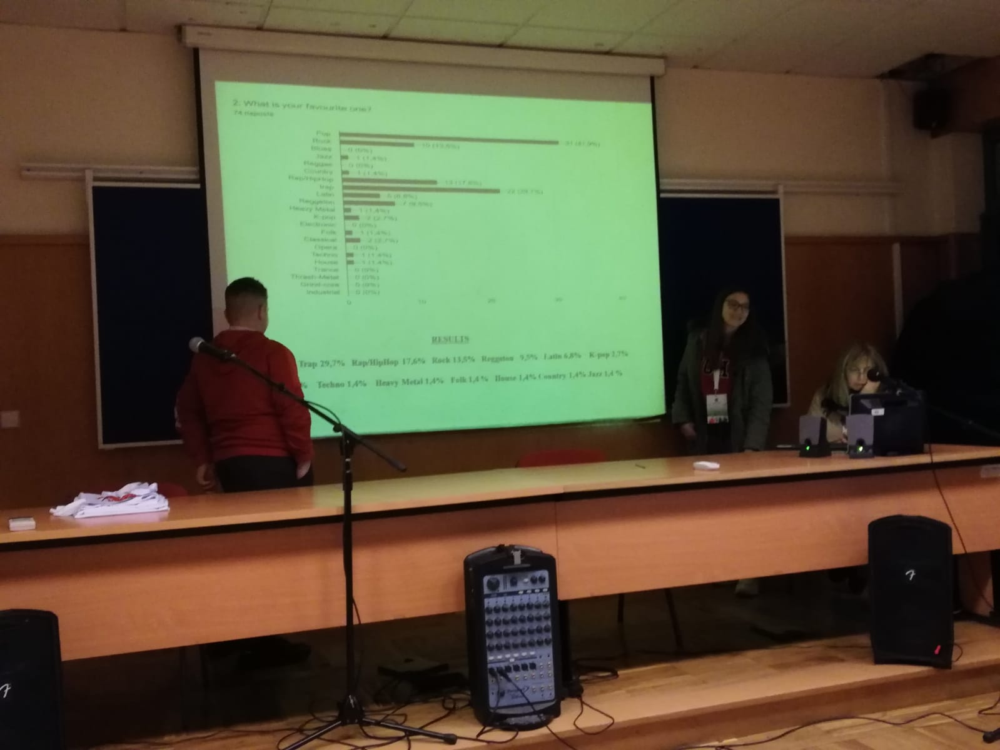 2. What is your favourite one?
74 risposte
Pop 31 (41,9%)
Rock 10 (13,5%)
Blues 0 (0%)
Jazz 1 (1,4%)
Reggae 0 (0%)
Country 1 (1,4%)
Rap/HipHop 13 (17,6%)
Trap 22 (29,7%)
Latin 5 (6,8%)
Reggeton 7 (9,5%)
Heavy Metal 1 (1,4%)
K-pop 2 (2,7%)
Electronic 0 (0%)
Folk 1 (1,4%)
Classical 2 (2,7%)
Opera 0 (0%)
Techno 1 (1,4%)
House 1 (1,4%)
Trance 0 (0%)
Thrash-Metal 0 (0%)
Grind-core 0 (0%)
Industrial 0 (0%)
0 10 20 30 40
RESULTS
Trap 29,7% Rap/HipHop 17,6% Rock 13,5% Reggeton 9,5% Latin 6,8% K-pop 2,7%
% Techno 1,4% Heavy Metal 1,4% Folk 1,4 % House 1,4% Country 1,4% Jazz 1,4 %